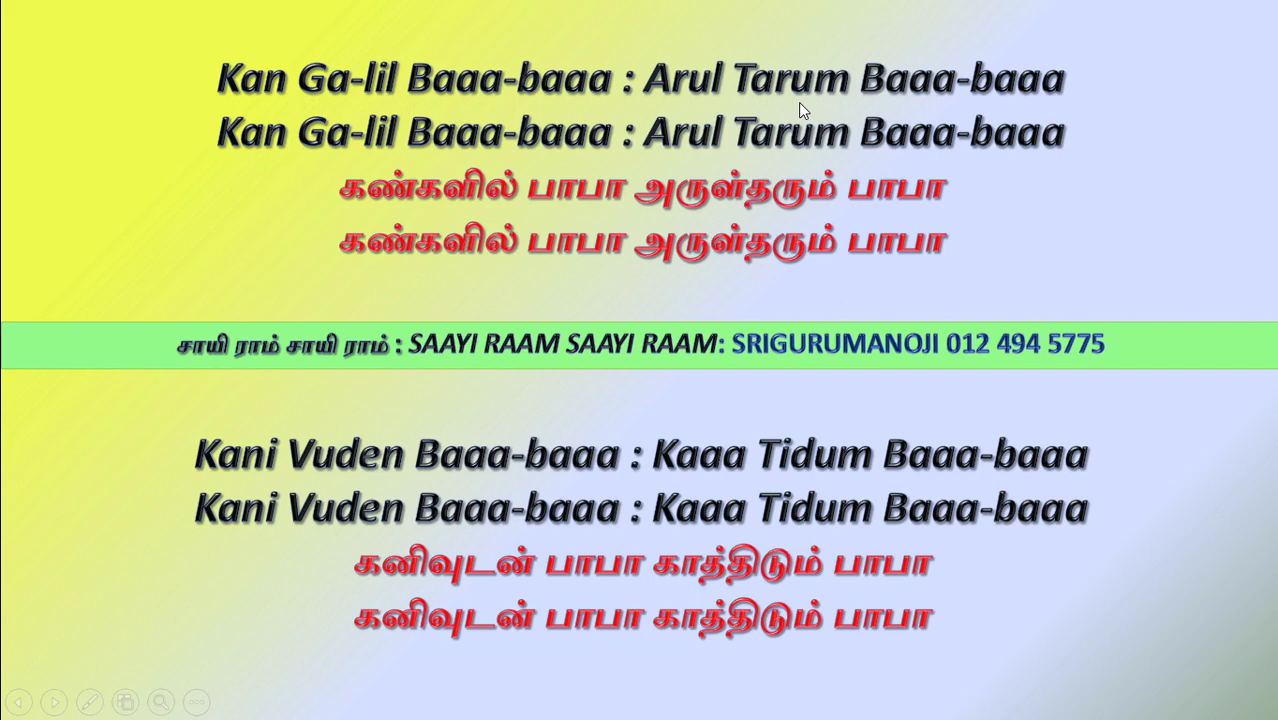 Kan Ga-lil Baaa-baaa : Arul Tarum Baaa-baaa
Kan Ga-lil Baaa-baaa : Arul Tarum Baaa-baaa
கண்களில் பாபா அருள்தரும் பாபா
கண்களில் பாபா அருள்தரும் பாபா
சாயி ராம் சாயி ராம் : SAAYI RAAM SAAYI RAAM: SRIGURUMANOJI 012 494 5775
Kani Vuden Baaa-baaa : Kaaa Tidum Baaa-baaa
Kani Vuden Baaa-baaa : Kaaa Tidum Baaa-baaa
கனிவுடன் பாபா காத்திடும் பாபா
கனிவுடன் பாபா காத்திடும் பாபா